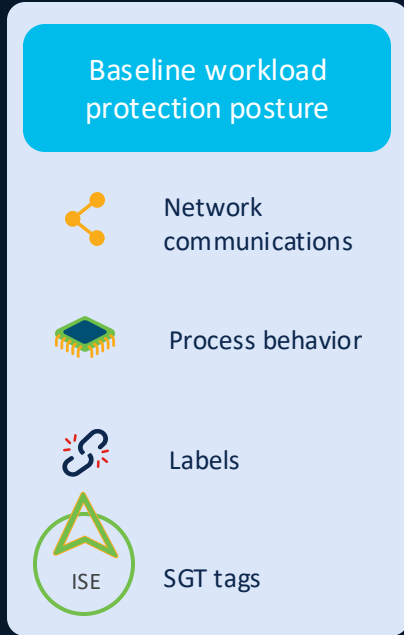 Baseline workload
protection posture
Network
communications
Process behavior
Labels
ISE
SGT tags